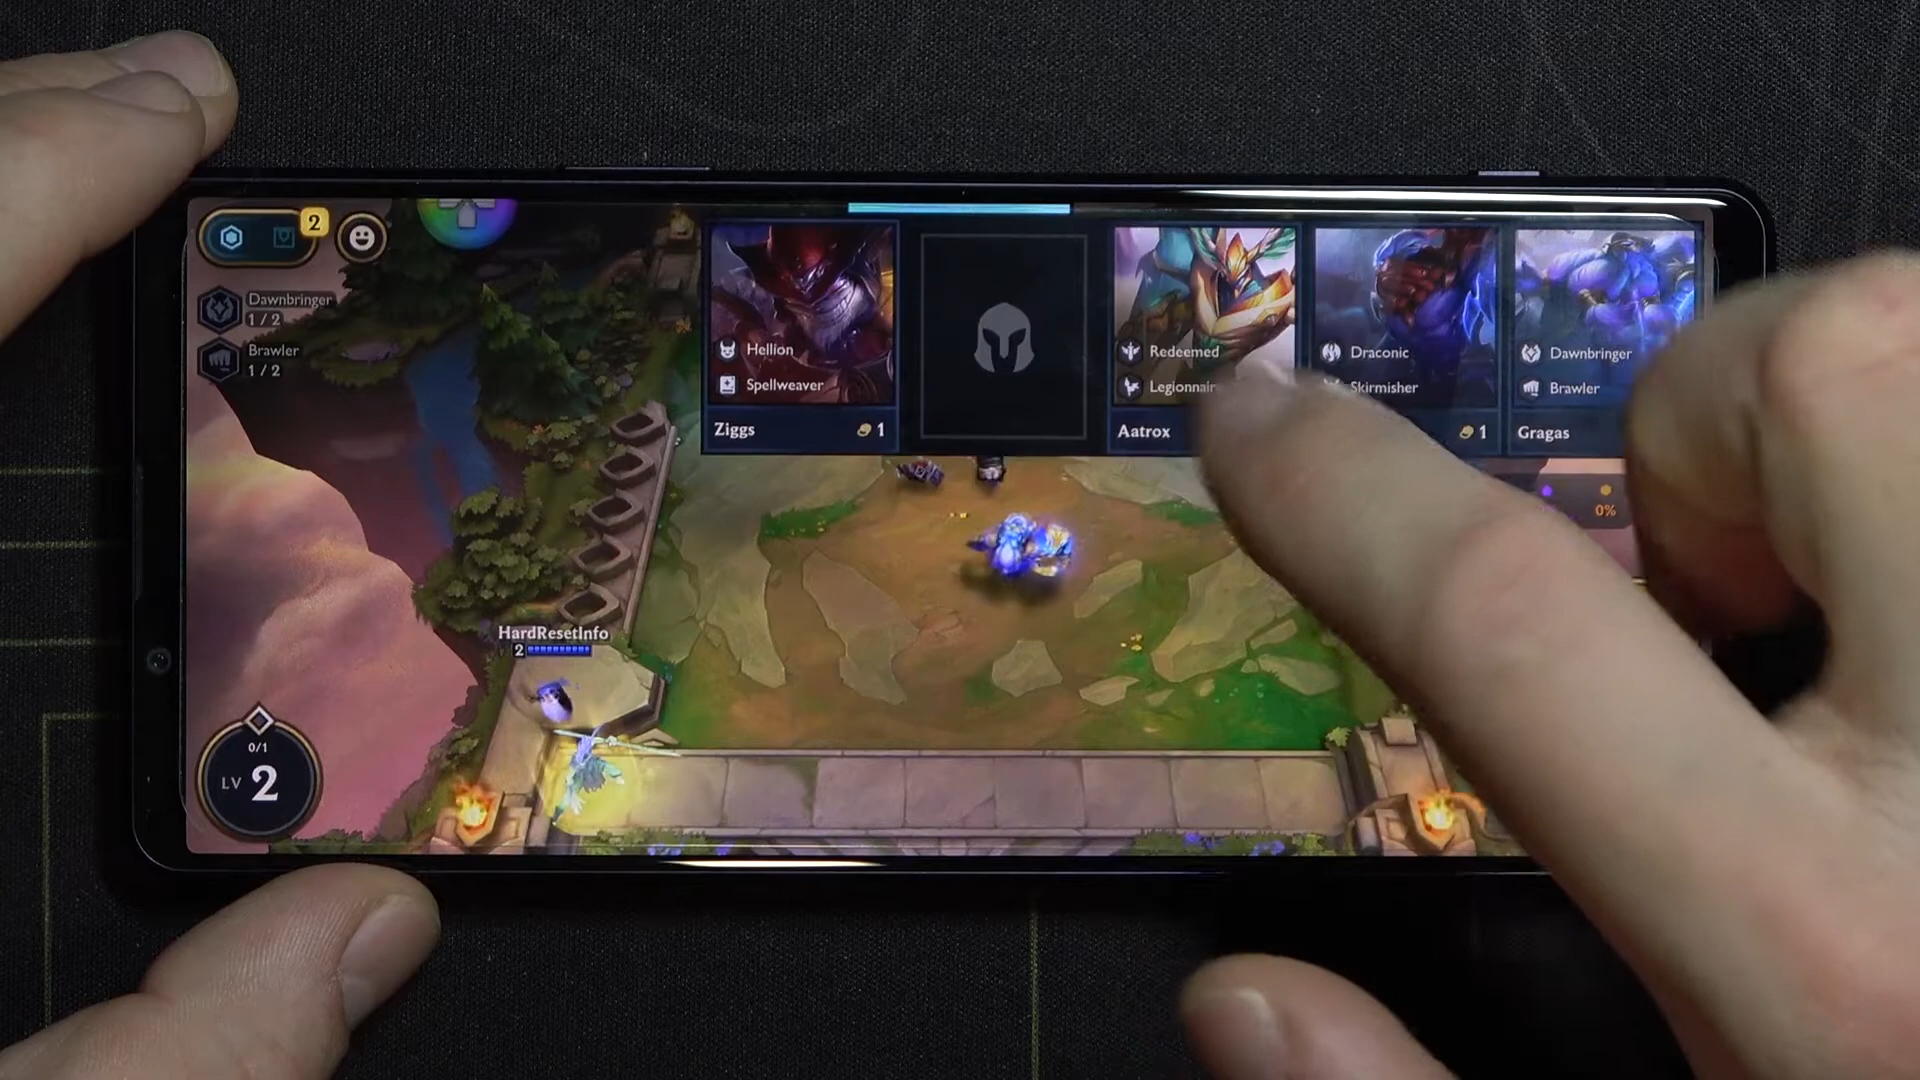 2
Dawnbringer
1 / 2
Brawler
1 / 2
Hellion
Spellweaver
Ziggs
1
Redeemed
Aatrox
Draconic
Skirmisher
1
Dawnbringer
Brawler
Gragas
0%
HardResetInfo
2
0/1
LV 2